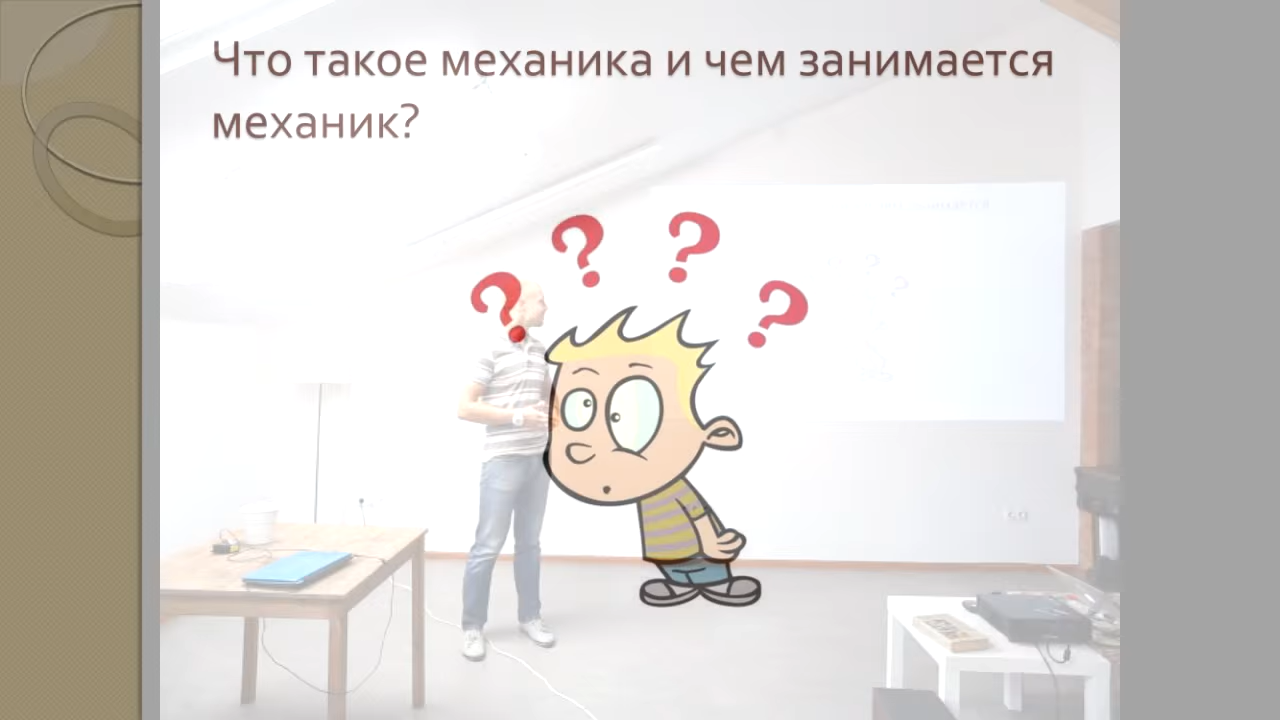 Что такое механика и чем занимается
механик?
? ? ? ?